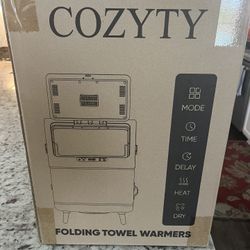 COZYTY
MODE
TIME
DELAY
HEAT
DRY
FOLDING TOWEL WARMERS